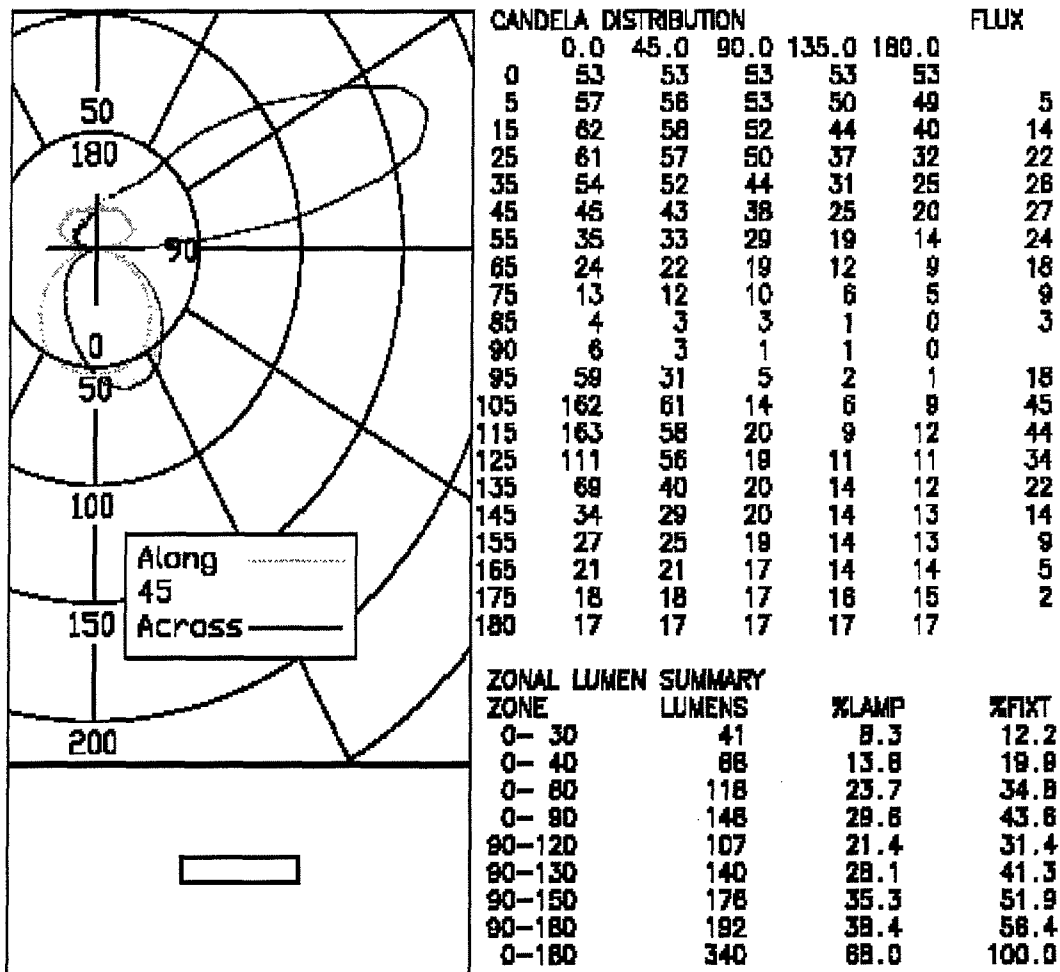 50
180
90
0
50
100
150
200
Along
45
Across
CANDELA DISTRIBUTION FLUX
0.0 45.0 90.0 135.0 180.0
0 53 53 53 53 53
5 57 56 53 50 49 5
15 62 58 52 44 40 14
25 61 57 50 37 32 22
35 54 52 44 31 25 26
45 46 43 38 25 20 27
55 35 33 29 19 14 24
65 24 22 19 12 9 18
75 13 12 10 6 5 9
85 4 3 3 1 0 3
90 6 3 1 1 0
95 59 31 5 2 1 18
105 162 61 14 6 9 45
115 163 58 20 9 12 44
125 111 56 19 11 11 34
135 69 40 20 14 12 22
145 34 29 20 14 13 14
155 27 25 19 14 13 9
165 21 21 17 14 14 5
175 18 18 17 16 15 2
180 17 17 17 17 17
ZONAL LUMEN SUMMARY
ZONE LUMENS %LAMP %FIXT
0- 30 41 8.3 12.2
0- 40 68 13.6 19.9
0- 60 118 23.7 34.8
0- 90 148 29.6 43.6
90-120 107 21.4 31.4
90-130 140 28.1 41.3
90-150 176 35.3 51.9
90-180 192 38.4 56.4
0-180 340 68.0 100.0